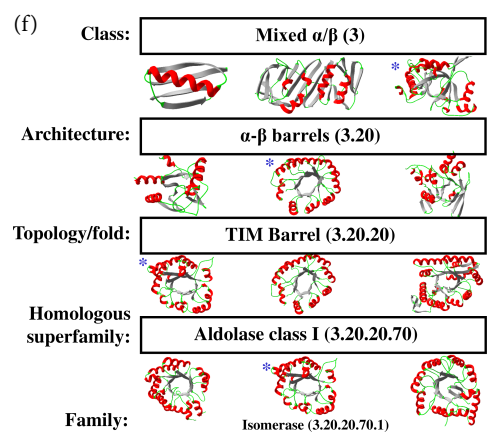 (f)
Class: Mixed α/β (3)
*
Architecture: α-β barrels (3.20)
*
Topology/fold: TIM Barrel (3.20.20)
*
Homologous
superfamily: Aldolase class I (3.20.20.70)
*
Family: Isomerase (3.20.20.70.1)